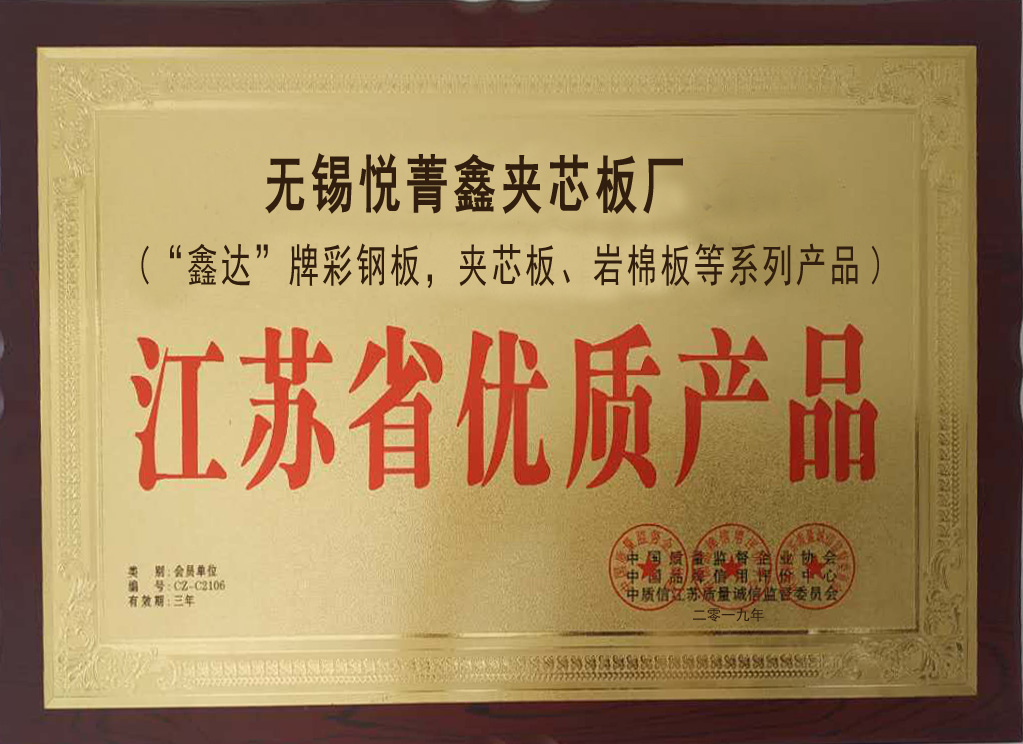 无锡悦菁鑫夹芯板厂
（“鑫达”牌彩钢板，夹芯板、岩棉板等系列产品）
江苏省优质产品
类 别：会员单位
编 号：CZ-C2106
有效期：三年
中国质量监督企业协会
中国品牌信用评价中心
中质信江苏质量诚信监督委员会
二零一九年